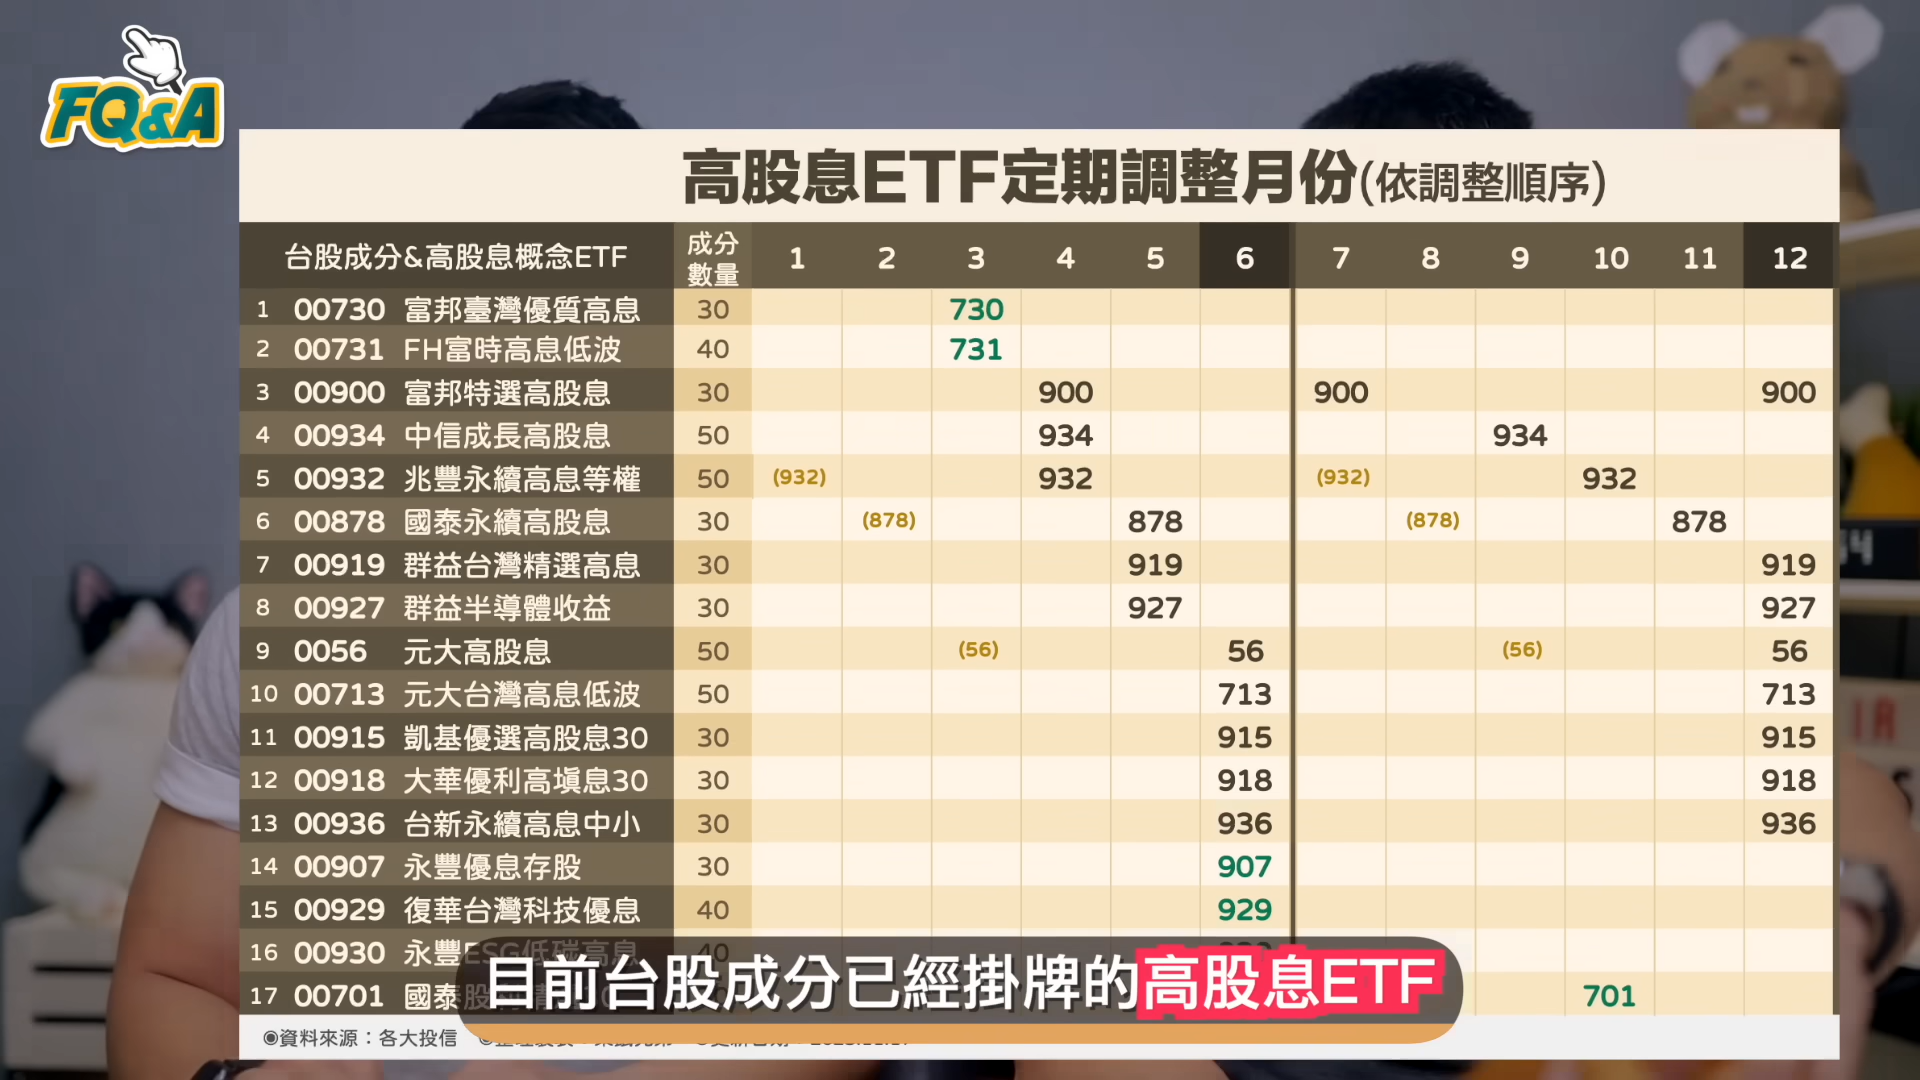 FQ&A
高股息ETF定期調整月份(依調整順序)
台股成分&高股息概念ETF 成分數量 1 2 3 4 5 6 7 8 9 10 11 12
1 00730 富邦臺灣優質高息 30 730
2 00731 FH富時高息低波 40 731
3 00900 富邦特選高股息 30 900 900 900
4 00934 中信成長高股息 50 934 934
5 00932 兆豐永續高息等權 50 (932) 932 (932) 932
6 00878 國泰永續高股息 30 (878) 878 (878) 878
7 00919 群益台灣精選高息 30 919 919
8 00927 群益半導體收益 30 927 927
9 0056 元大高股息 50 (56) 56 (56) 56
10 00713 元大台灣高息低波 50 713 713
11 00915 凱基優選高股息30 30 915 915
12 00918 大華優利高填息30 30 918 918
13 00936 台新永續高息中小 30 936 936
14 00907 永豐優息存股 30 907
15 00929 復華台灣科技優息 40 929
16 00930 永豐ESG低碳高息 40
17 00701 國泰 701
目前台股成分已經掛牌的高股息ETF
◉資料來源：各大投信